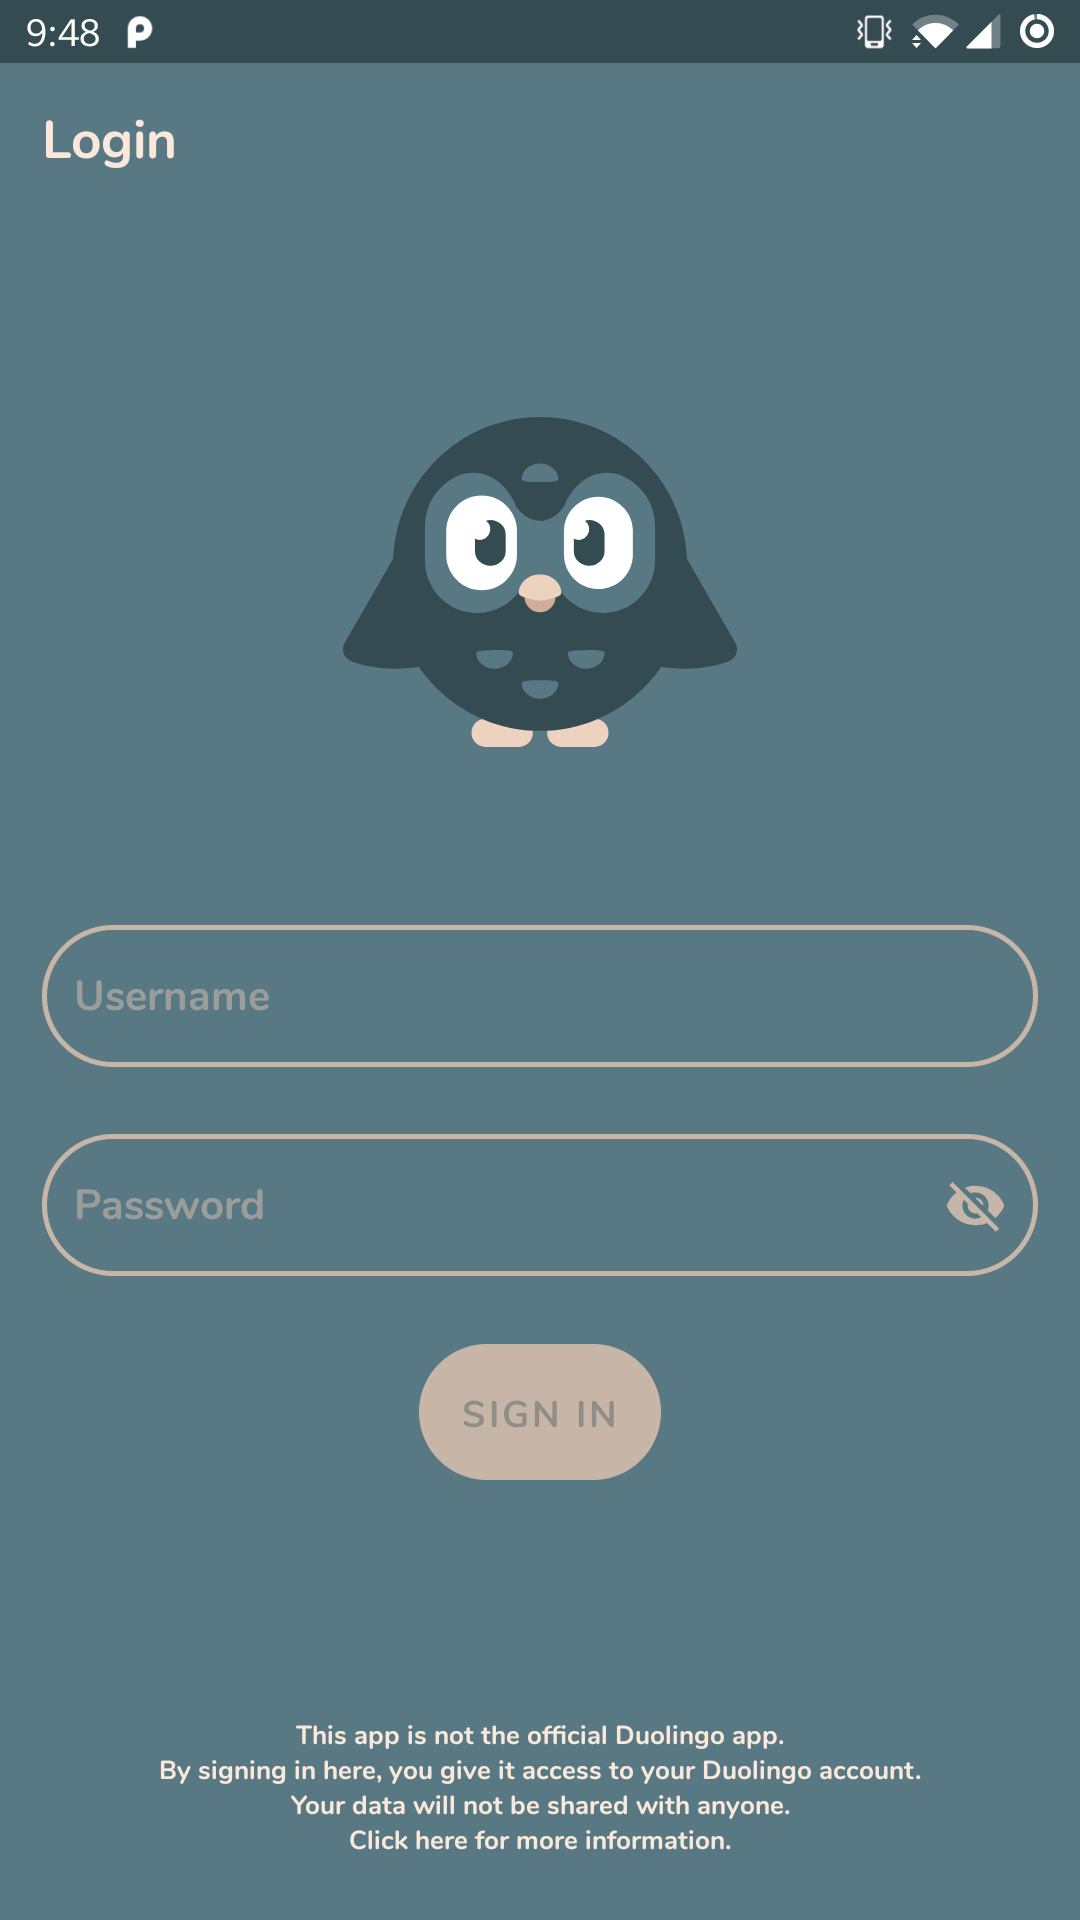 9:48
Login
Username
Password
SIGN IN
This app is not the official Duolingo app.
By signing in here, you give it access to your Duolingo account.
Your data will not be shared with anyone.
Click here for more information.